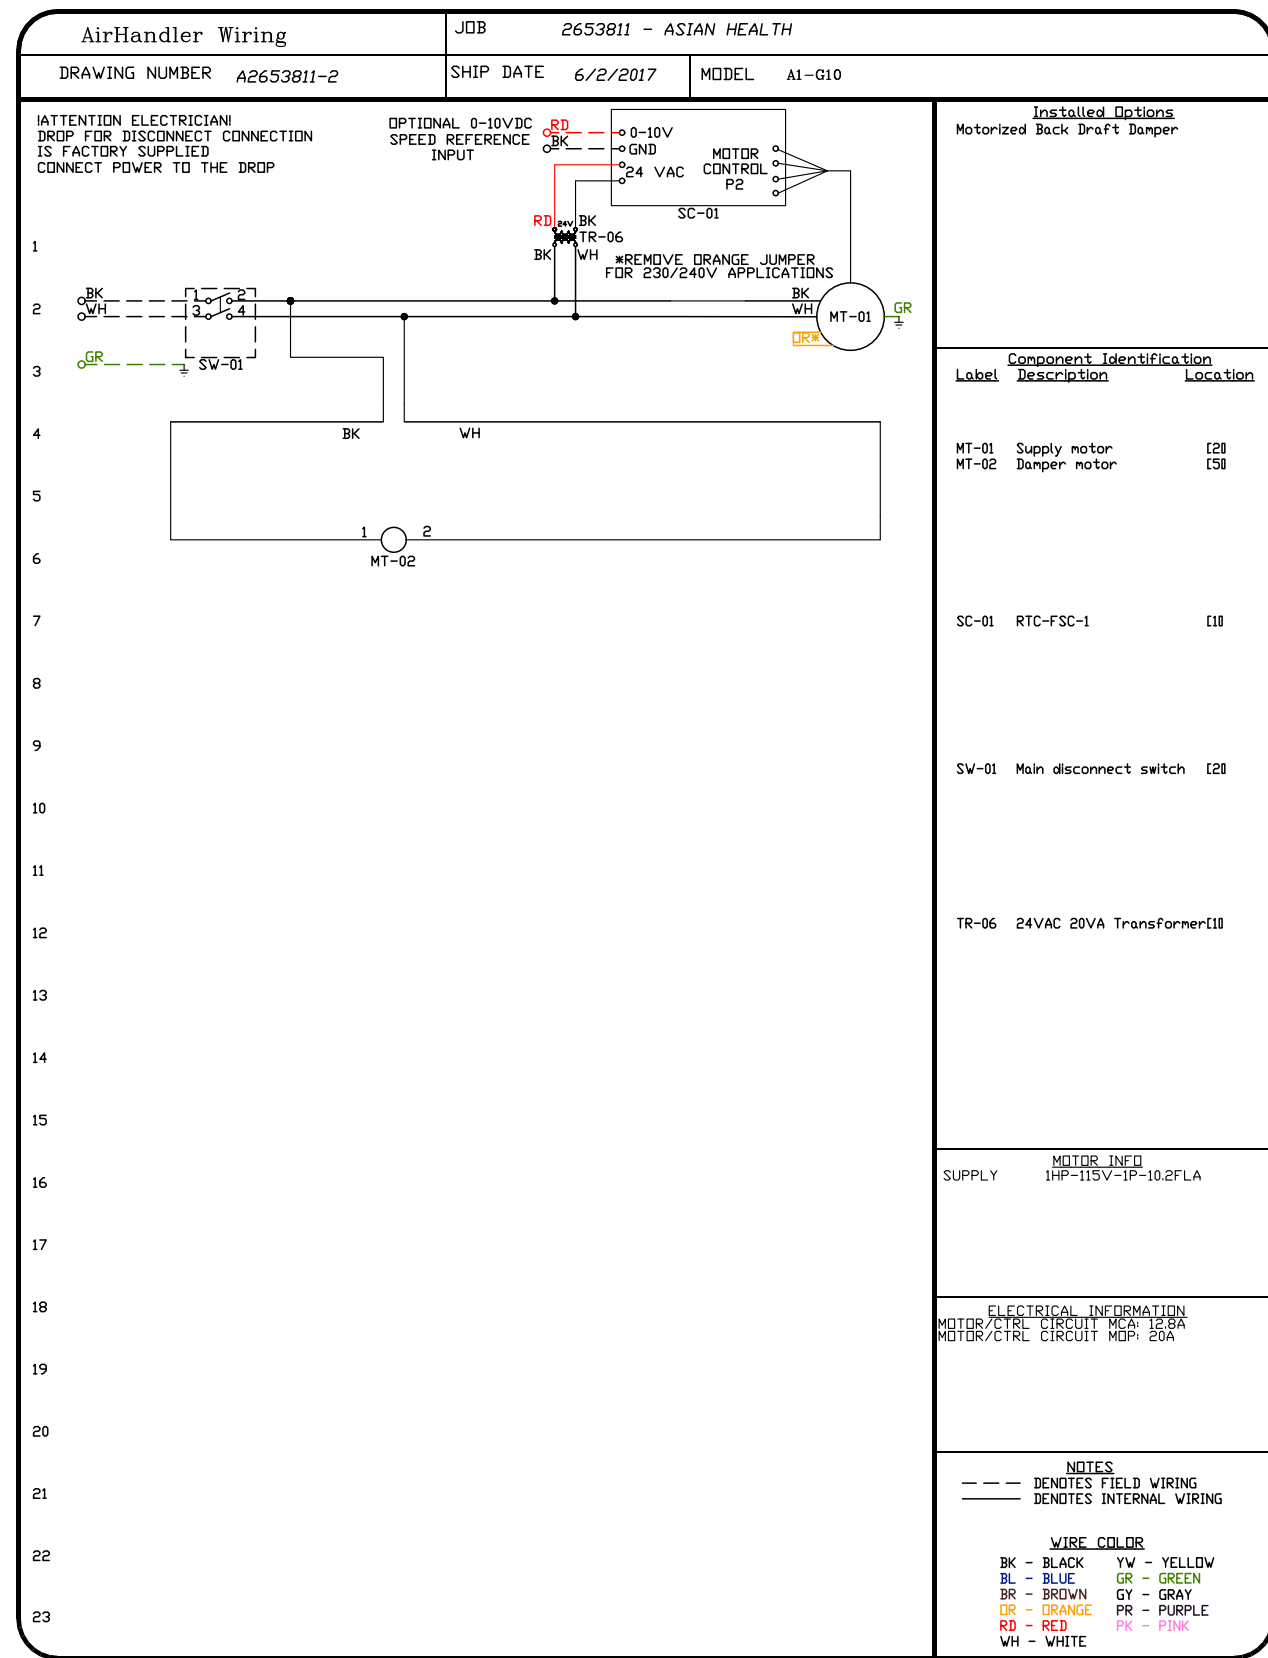 AirHandler Wiring
JOB 2653811 - ASIAN HEALTH
DRAWING NUMBER A2653811-2
SHIP DATE 6/2/2017
MODEL A1-G10
!ATTENTION ELECTRICIAN!
DROP FOR DISCONNECT CONNECTION
IS FACTORY SUPPLIED
CONNECT POWER TO THE DROP
OPTIONAL 0-10VDC
SPEED REFERENCE
INPUT
RD
BK
0-10V
GND
24 VAC
MOTOR
CONTROL
P2
SC-01
RD 24V BK
TR-06
BK WH
*REMOVE ORANGE JUMPER
FOR 230/240V APPLICATIONS
1
2
BK
WH
1 2
3 4
BK
WH
MT-01
GR
OR*
GR
SW-01
3
4
BK WH
5
1 2
MT-02
6
7
8
9
10
11
12
13
14
15
16
17
18
19
20
21
22
23
Installed Options
Motorized Back Draft Damper
Component Identification
Label Description Location
MT-01 Supply motor [2]
MT-02 Damper motor [5]
SC-01 RTC-FSC-1 [1]
SW-01 Main disconnect switch [2]
TR-06 24VAC 20VA Transformer[1]
MOTOR INFO
SUPPLY 1HP-115V-1P-10.2FLA
ELECTRICAL INFORMATION
MOTOR/CTRL CIRCUIT MCA: 12.8A
MOTOR/CTRL CIRCUIT MOP: 20A
NOTES
DENOTES FIELD WIRING
DENOTES INTERNAL WIRING
WIRE COLOR
BK - BLACK YW - YELLOW
BL - BLUE GR - GREEN
BR - BROWN GY - GRAY
OR - ORANGE PR - PURPLE
RD - RED PK - PINK
WH - WHITE